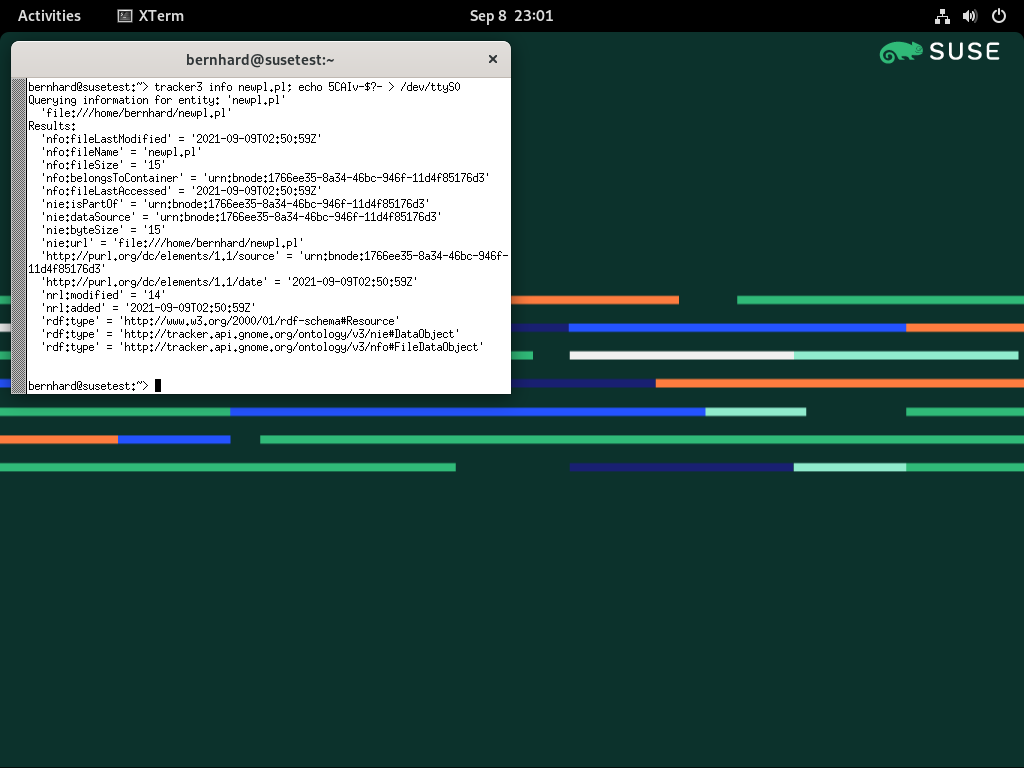 Activities XTerm Sep 8 23:01
SUSE
bernhard@susetest:~
bernhard@susetest:~> tracker3 info newpl.pl; echo 5CAIv-$?- > /dev/ttyS0
Querying information for entity: 'newpl.pl'
  'file:///home/bernhard/newpl.pl'
Results:
  'nfo:fileLastModified' = '2021-09-09T02:50:59Z'
  'nfo:fileName' = 'newpl.pl'
  'nfo:fileSize' = '15'
  'nfo:belongsToContainer' = 'urn:bnode:1766ee35-8a34-46bc-946f-11d4f85176d3'
  'nfo:fileLastAccessed' = '2021-09-09T02:50:59Z'
  'nie:isPartOf' = 'urn:bnode:1766ee35-8a34-46bc-946f-11d4f85176d3'
  'nie:dataSource' = 'urn:bnode:1766ee35-8a34-46bc-946f-11d4f85176d3'
  'nie:byteSize' = '15'
  'nie:url' = 'file:///home/bernhard/newpl.pl'
  'http://purl.org/dc/elements/1.1/source' = 'urn:bnode:1766ee35-8a34-46bc-946f-
11d4f85176d3'
  'http://purl.org/dc/elements/1.1/date' = '2021-09-09T02:50:59Z'
  'nrl:modified' = '14'
  'nrl:added' = '2021-09-09T02:50:59Z'
  'rdf:type' = 'http://www.w3.org/2000/01/rdf-schema#Resource'
  'rdf:type' = 'http://tracker.api.gnome.org/ontology/v3/nie#DataObject'
  'rdf:type' = 'http://tracker.api.gnome.org/ontology/v3/nfo#FileDataObject'
bernhard@susetest:~>